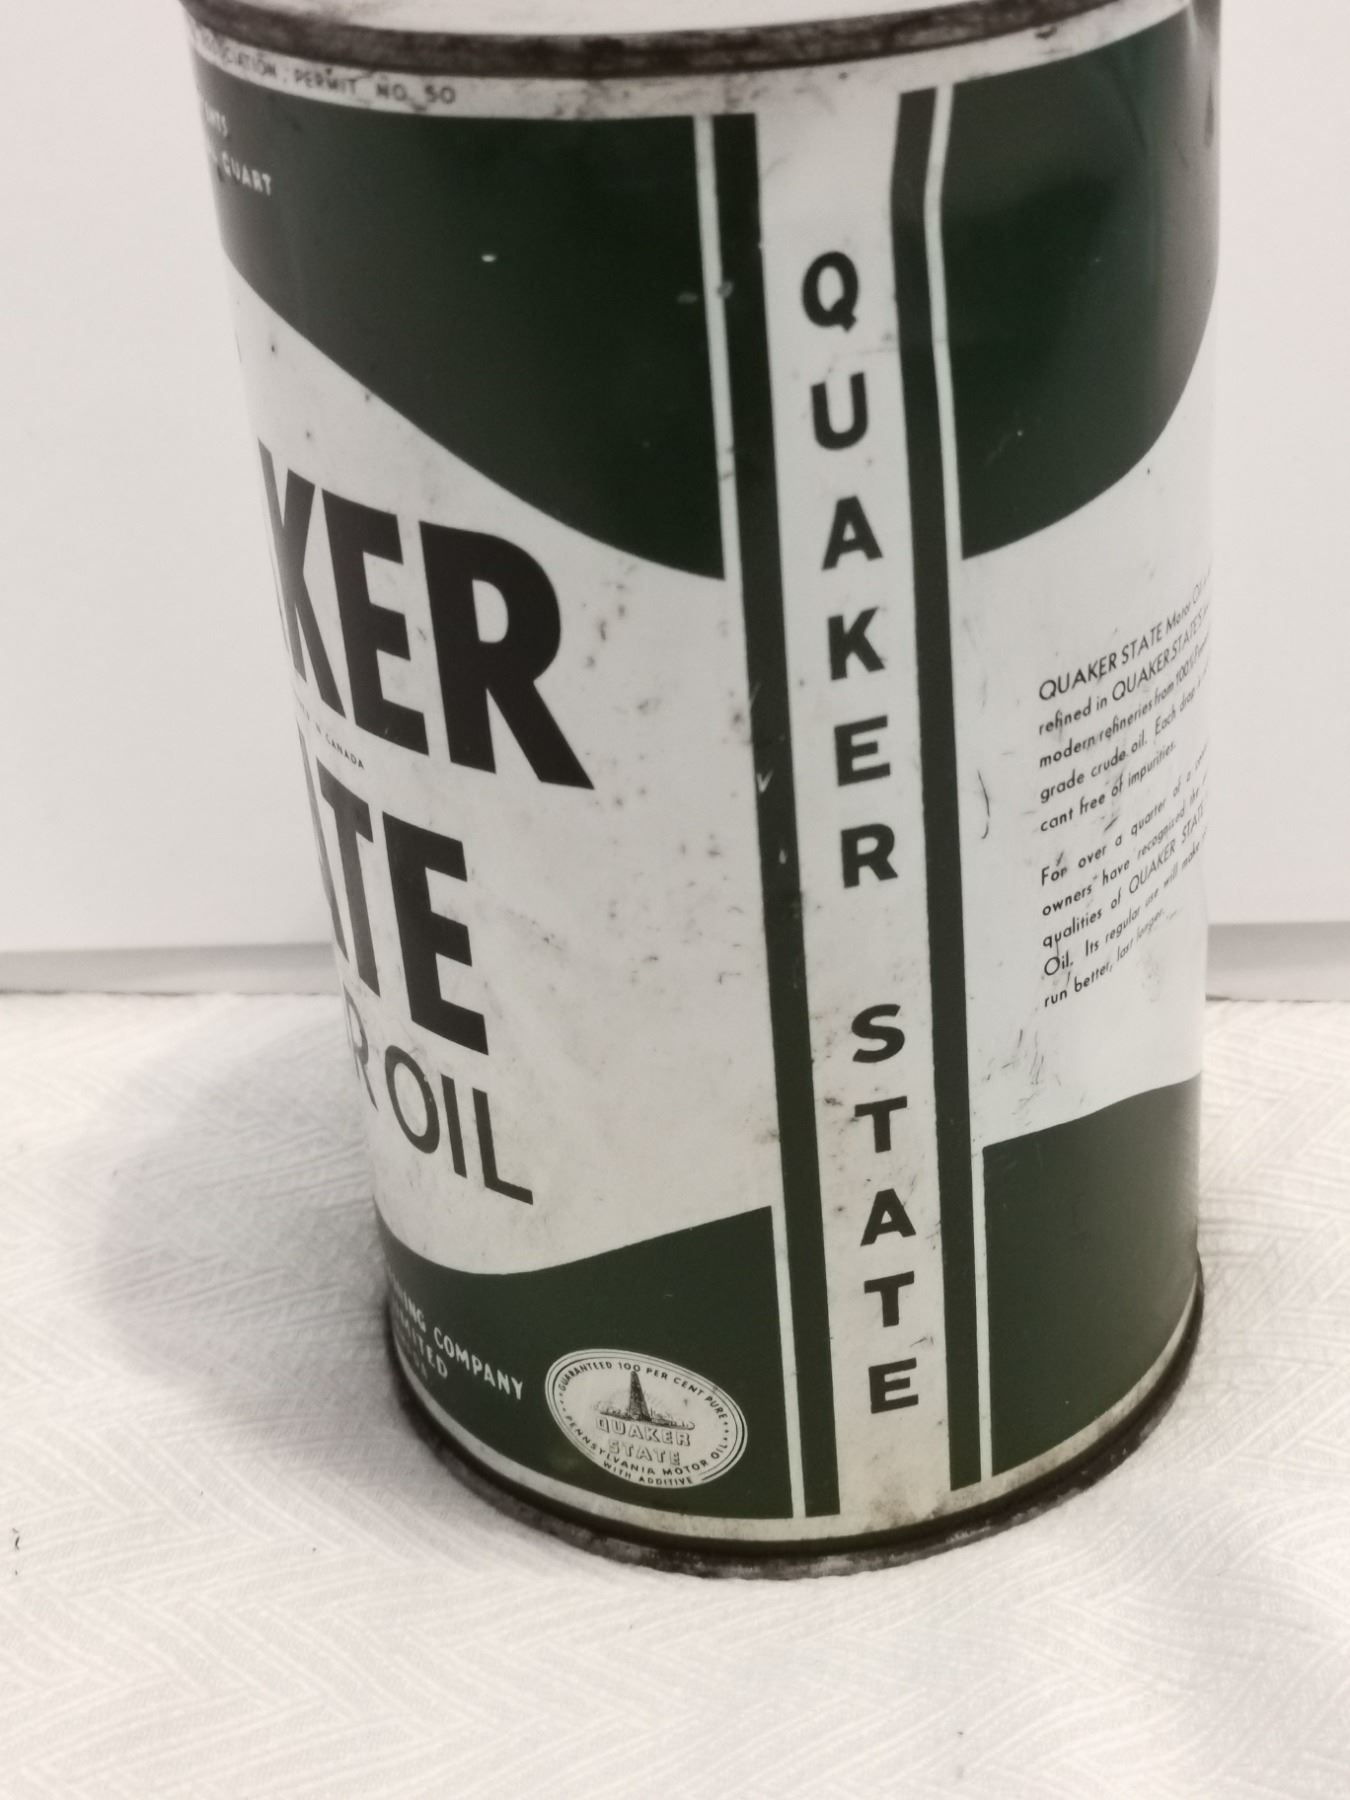 PERMIT NO. 50
QUART
QUAKER STATE
KER
CANADA
ATE
R OIL
COMPANY
GUARANTEED 100 PER CENT PURE
QUAKER
STATE
PENNSYLVANIA MOTOR OIL
WITH ADDITIVE
QUAKER STATE Motor
refined in QUAKER STATE'S
modern refineries from 100%
grade crude oil. Each drop
cant free of impurities.
For over a quarter of a
owners have recognized the
qualities of QUAKER STATE
Oil. Its regular use will make
run better, last longer.